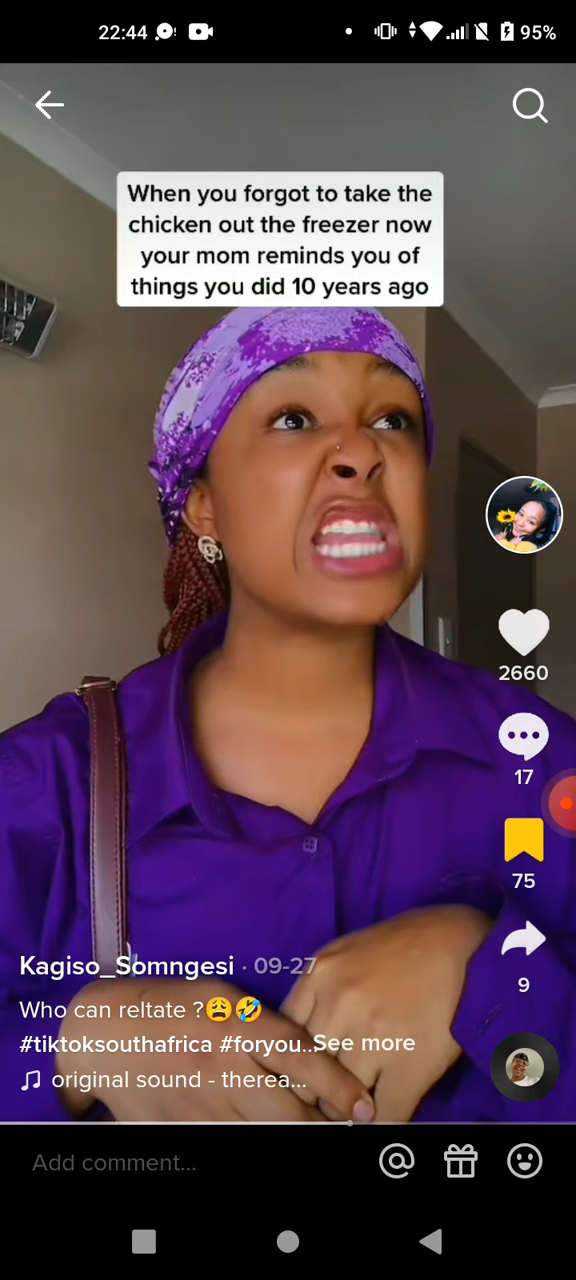 22:44
95%
When you forgot to take the
chicken out the freezer now
your mom reminds you of
things you did 10 years ago
2660
17
75
9
Kagiso_Somngesi · 09-27
Who can reltate ?😩🤣
#tiktoksouthafrica #foryou... See more
original sound - therea...
Add comment...